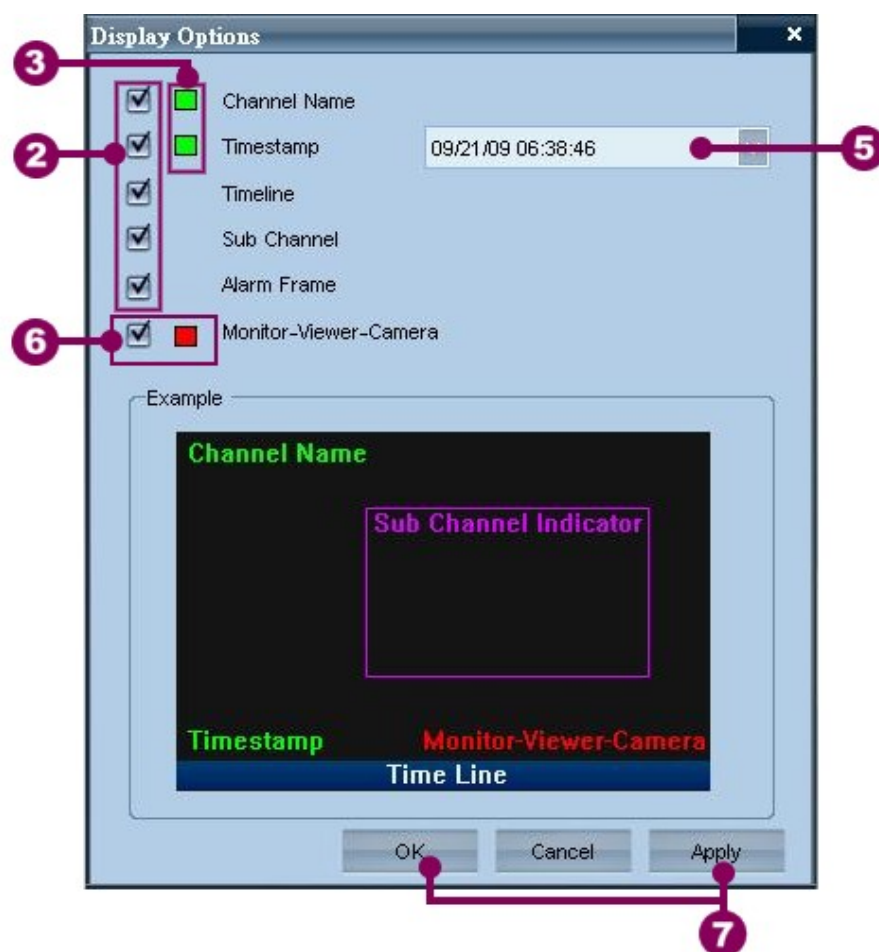 Display Options
3
Channel Name
2
Timestamp
09/21/09 06:38:46
5
Timeline
Sub Channel
Alarm Frame
6
Monitor-Viewer-Camera
Example
Channel Name
Sub Channel Indicator
Timestamp
Monitor-Viewer-Camera
Time Line
OK
Cancel
Apply
7